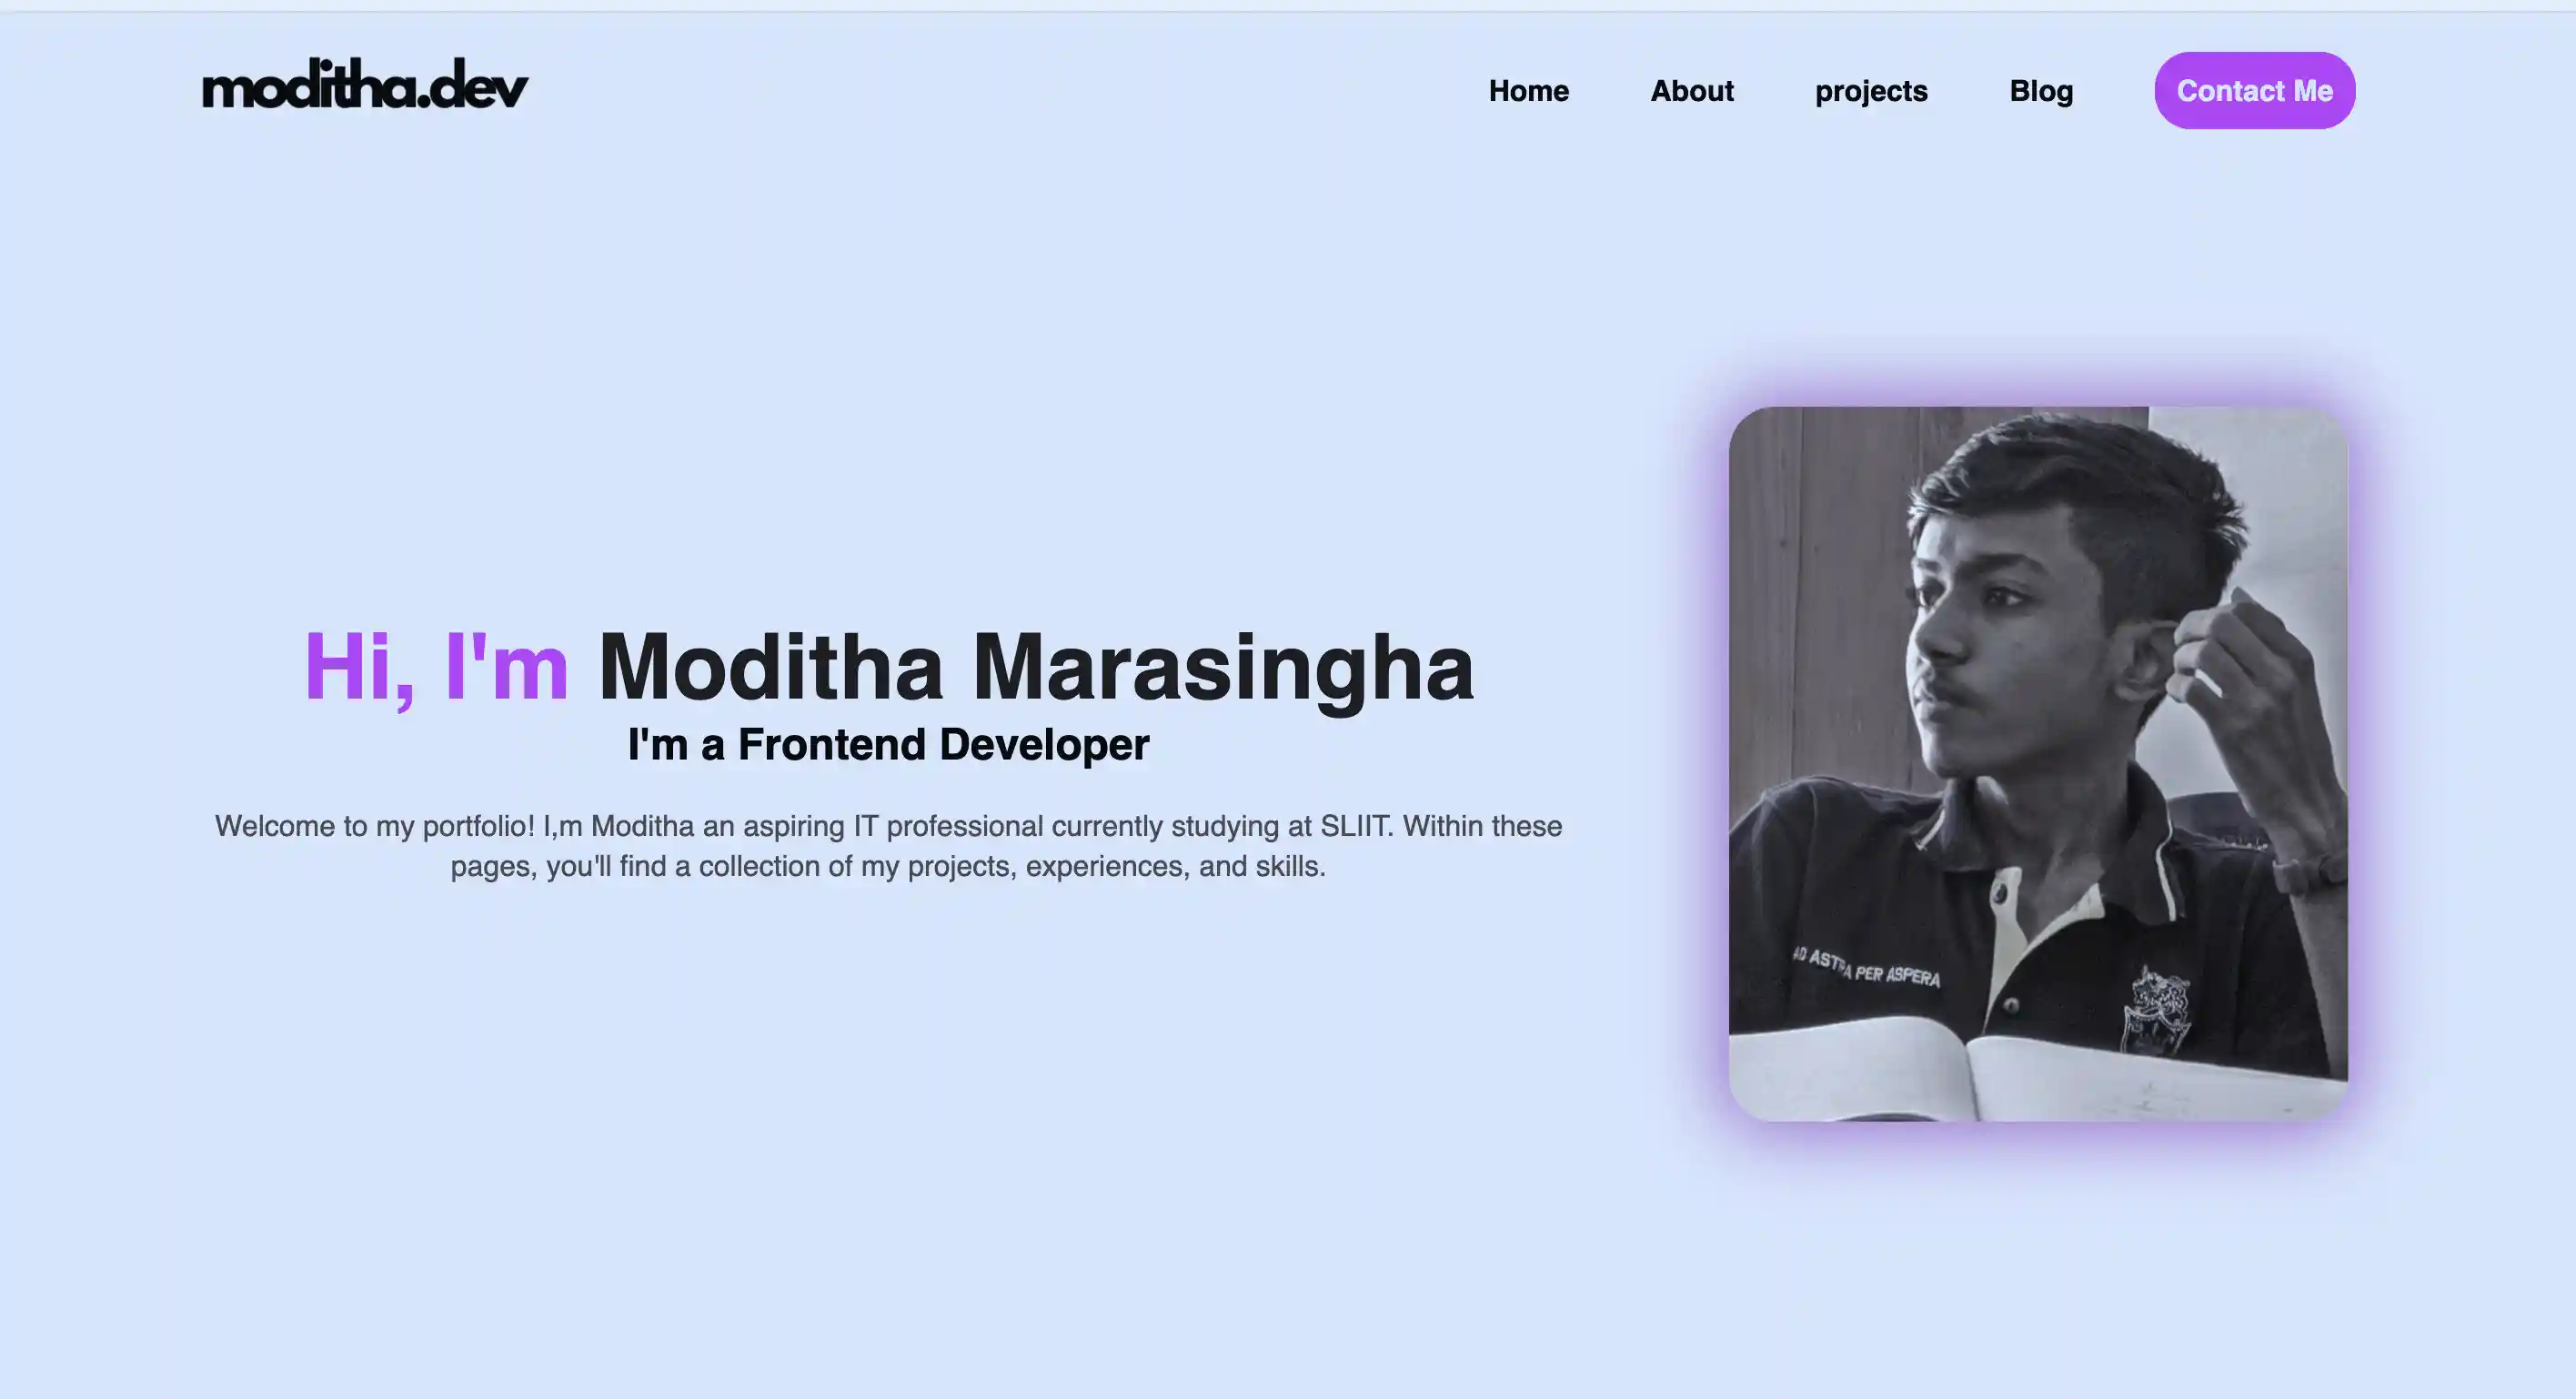 moditha.dev
Home
About
projects
Blog
Contact Me
Hi, I'm Moditha Marasingha
I'm a Frontend Developer
Welcome to my portfolio! I,m Moditha an aspiring IT professional currently studying at SLIIT. Within these
pages, you'll find a collection of my projects, experiences, and skills.
AD ASTRA PER ASPERA